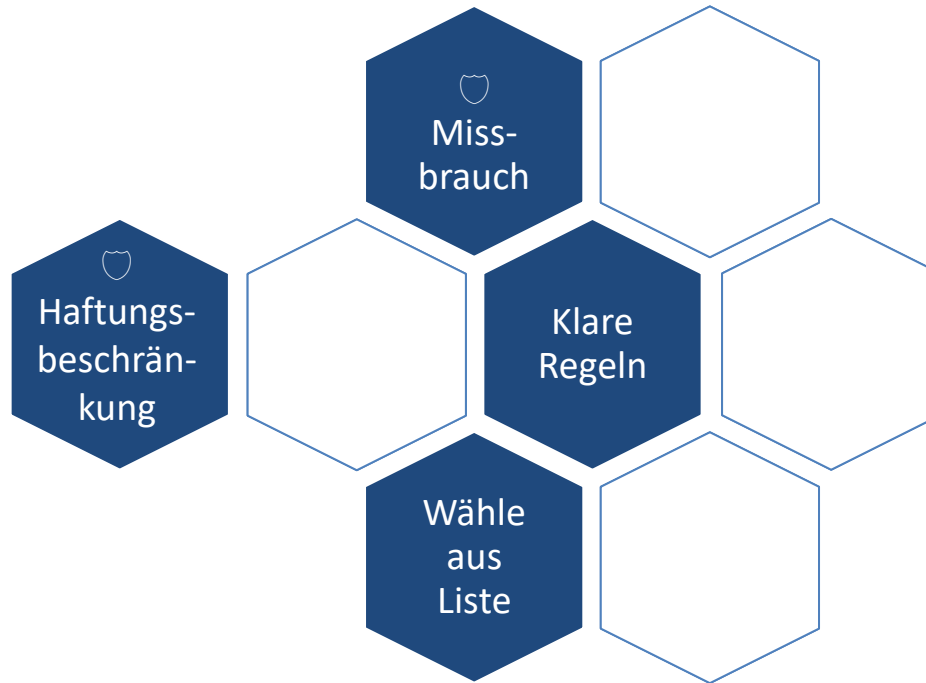 Miss-
brauch
Haftungs-
beschrän-
kung
Klare
Regeln
Wähle
aus
Liste